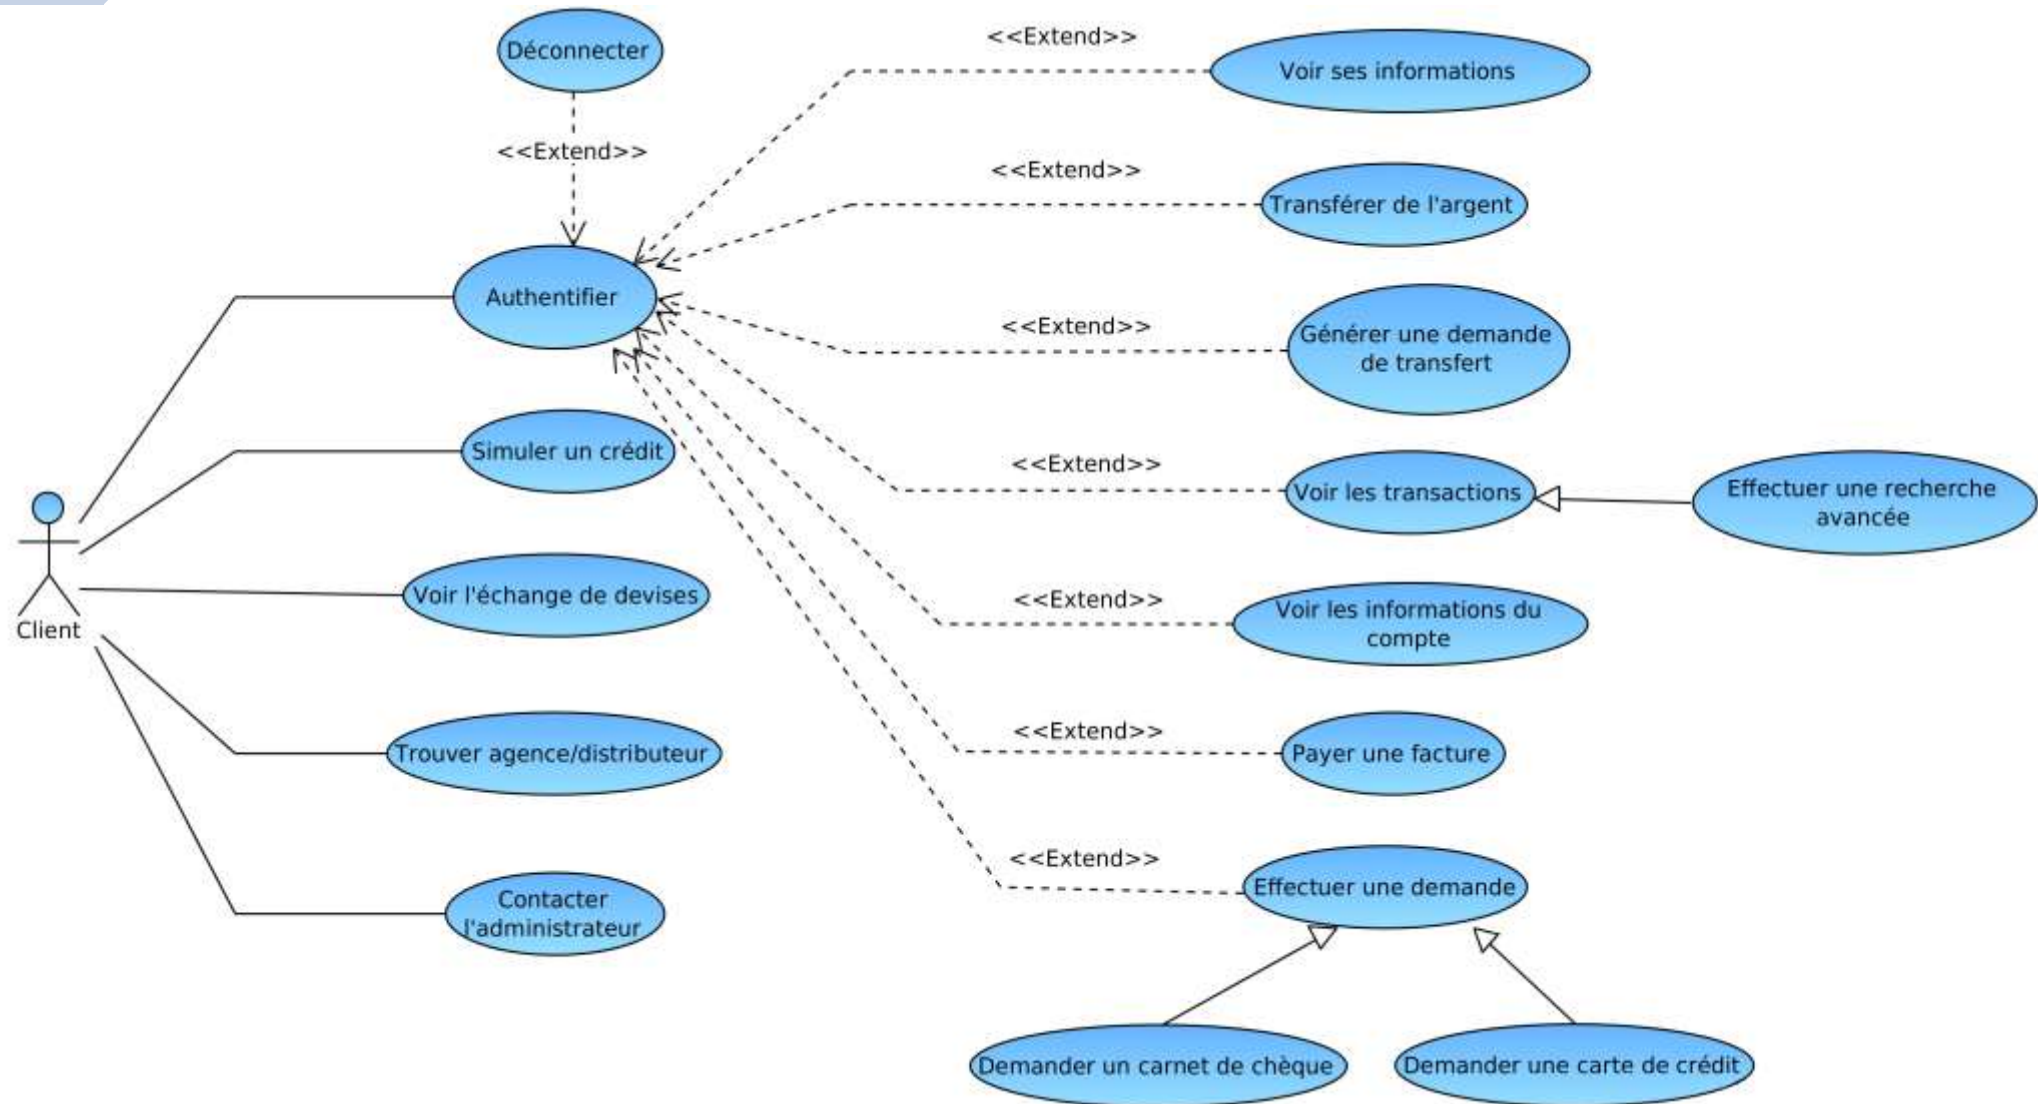 Déconnecter
<<Extend>>
Voir ses informations
<<Extend>>
<<Extend>>
Transférer de l'argent
Authentifier
<<Extend>>
Générer une demande
de transfert
Simuler un crédit
<<Extend>>
Voir les transactions
Effectuer une recherche
avancée
Client
Voir l'échange de devises
<<Extend>>
Voir les informations du
compte
Trouver agence/distributeur
<<Extend>>
Payer une facture
Contacter
l'administrateur
<<Extend>>
Effectuer une demande
Demander un carnet de chèque
Demander une carte de crédit